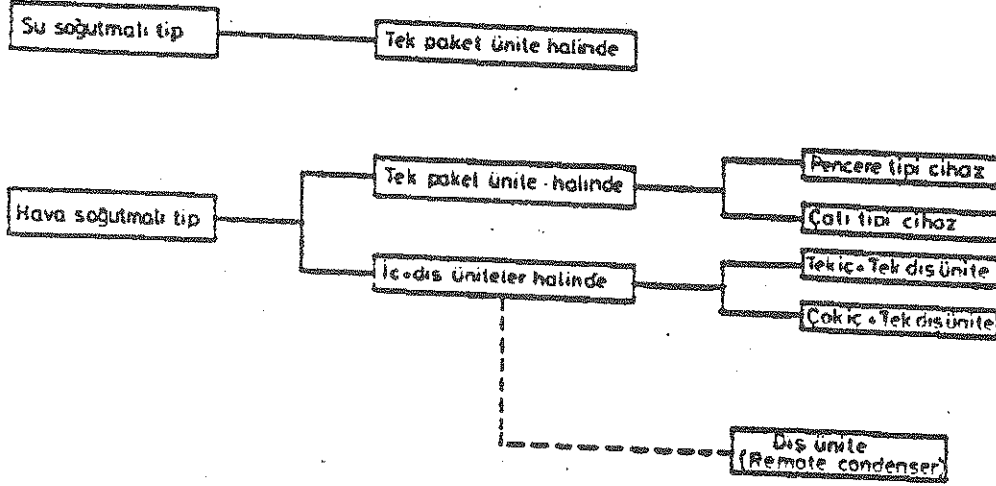 Su soğutmalı tip
Tek paket ünite halinde
Hava soğutmalı tip
Tek paket ünite halinde
Pencere tipi cihaz
Çatı tipi cihaz
İç+dış üniteler halinde
Tek iç+Tek dış ünite
Çok iç+Tek dış ünite
Dış ünite
(Remote condenser)